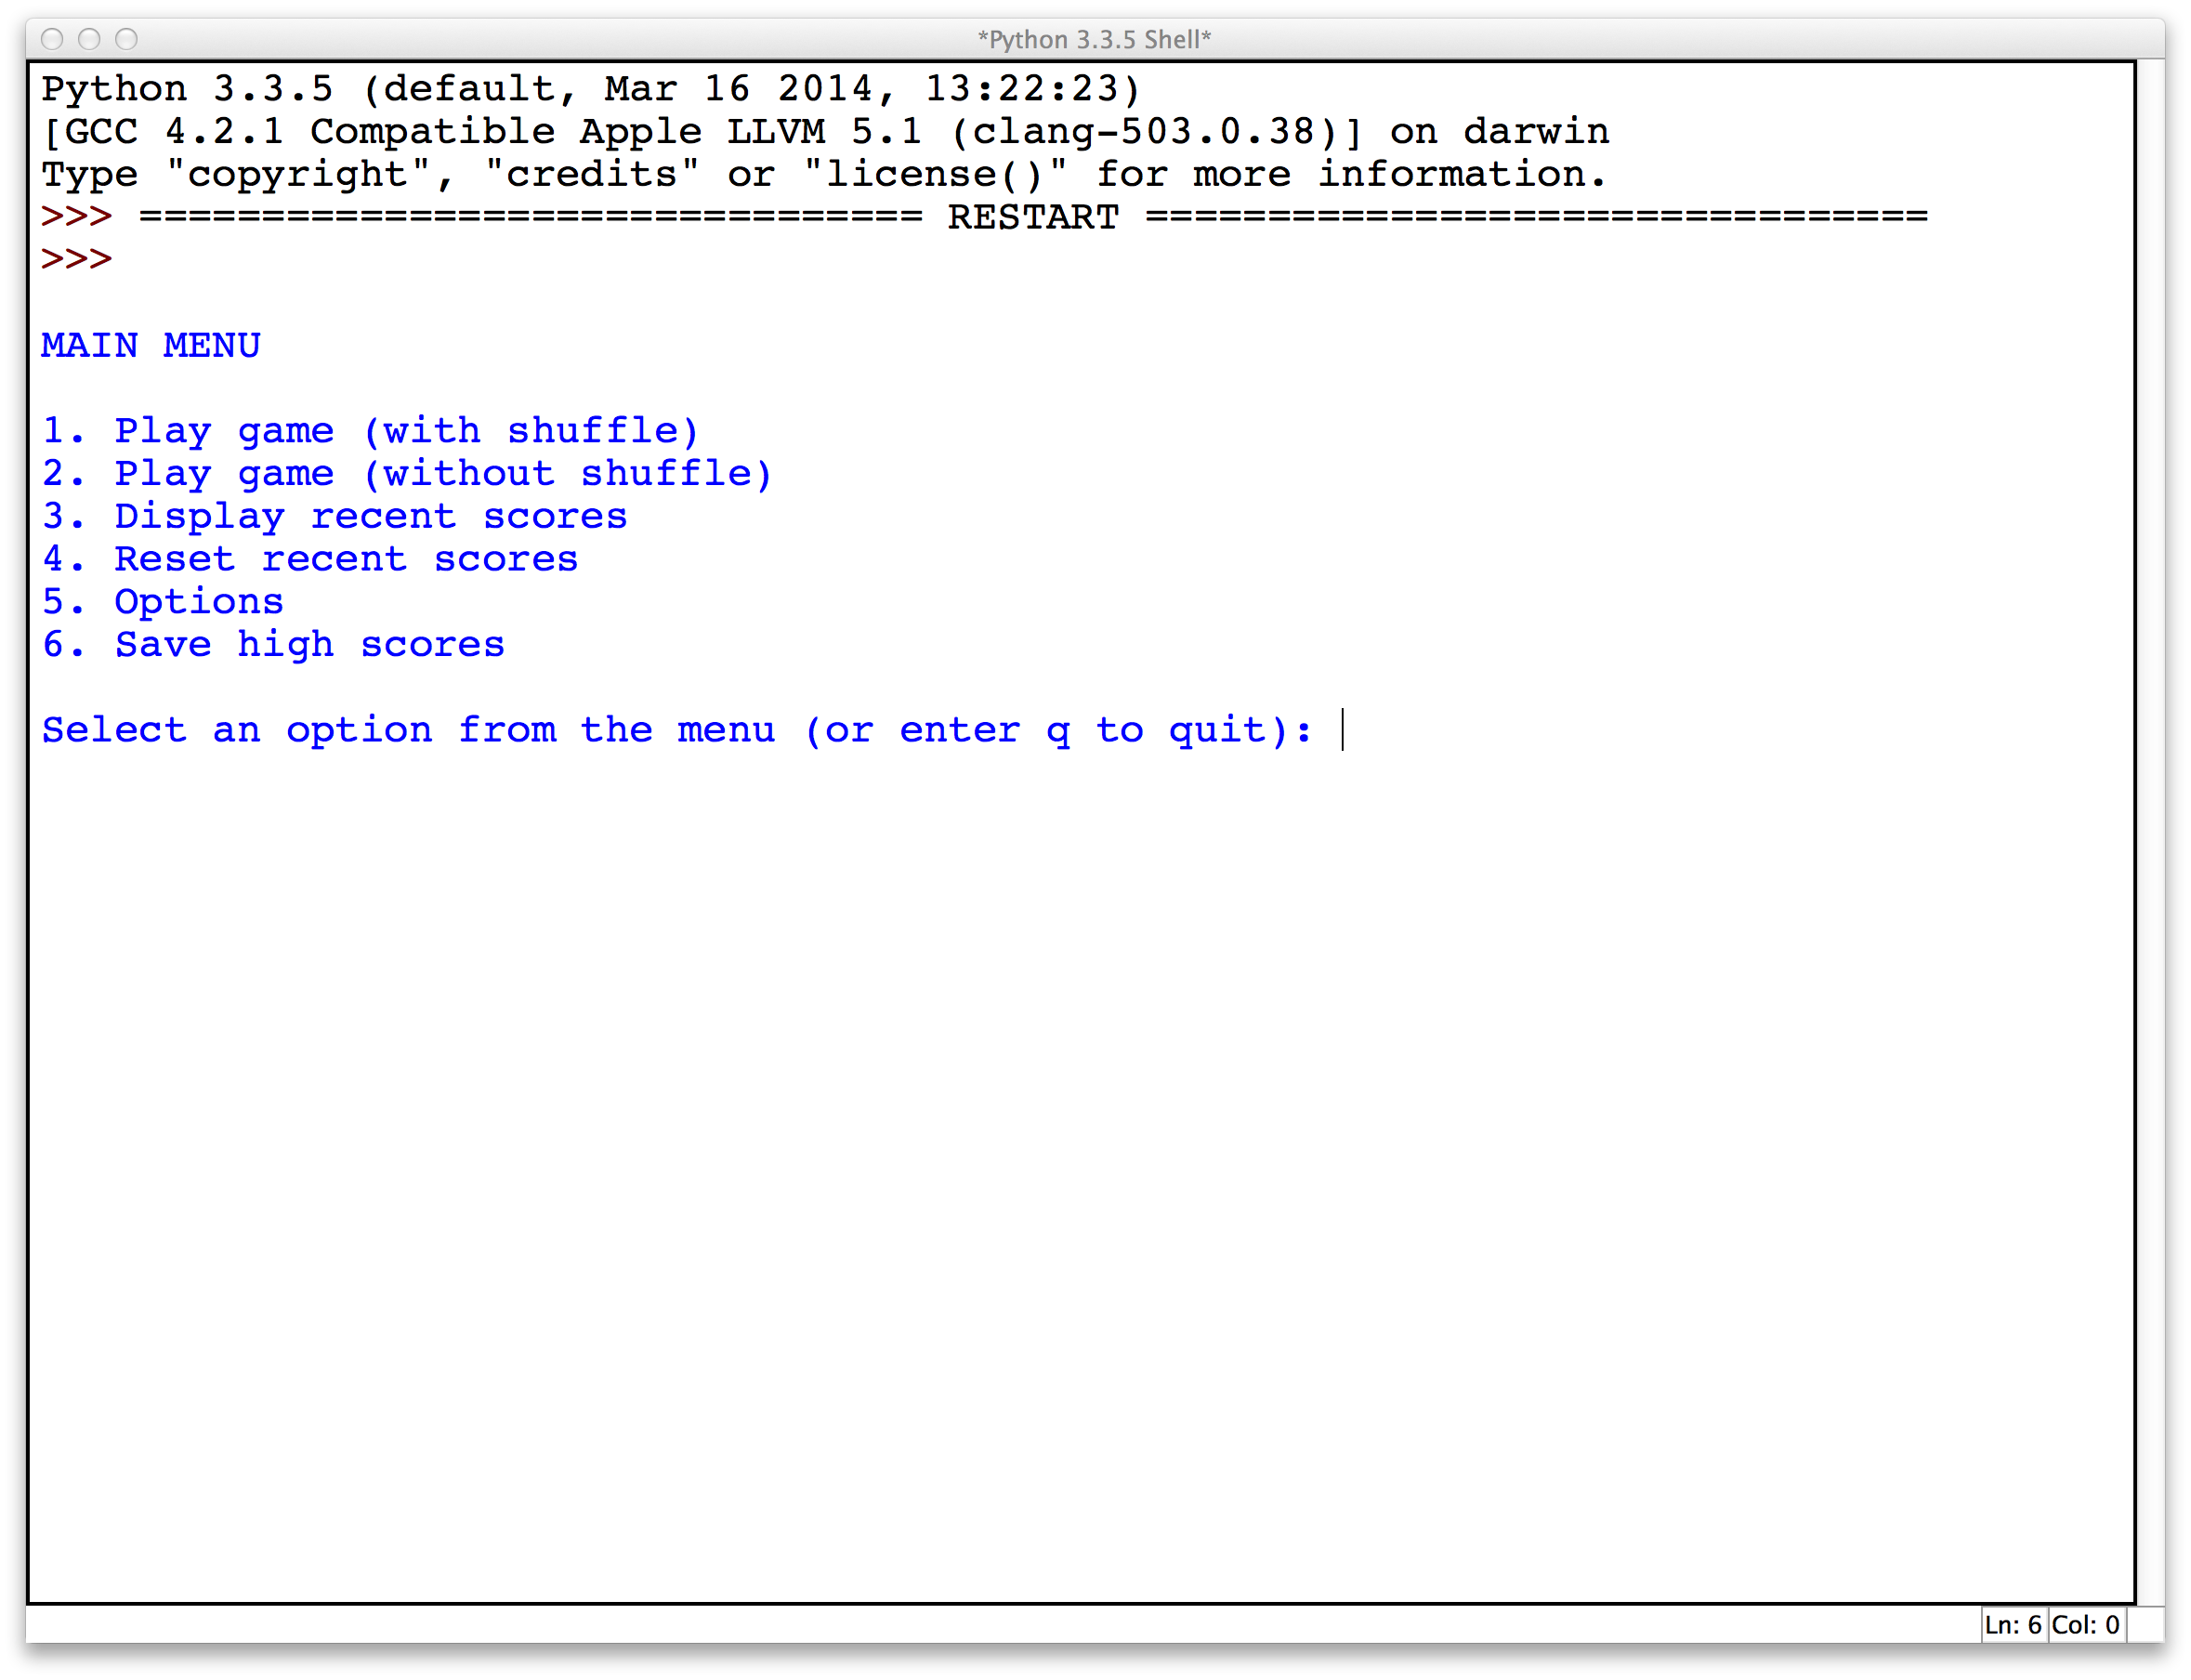 *Python 3.3.5 Shell*
Python 3.3.5 (default, Mar 16 2014, 13:22:23)
[GCC 4.2.1 Compatible Apple LLVM 5.1 (clang-503.0.38)] on darwin
Type "copyright", "credits" or "license()" for more information.
>>> ================================ RESTART ================================
>>>
MAIN MENU
1. Play game (with shuffle)
2. Play game (without shuffle)
3. Display recent scores
4. Reset recent scores
5. Options
6. Save high scores
Select an option from the menu (or enter q to quit):
Ln: 6 Col: 0